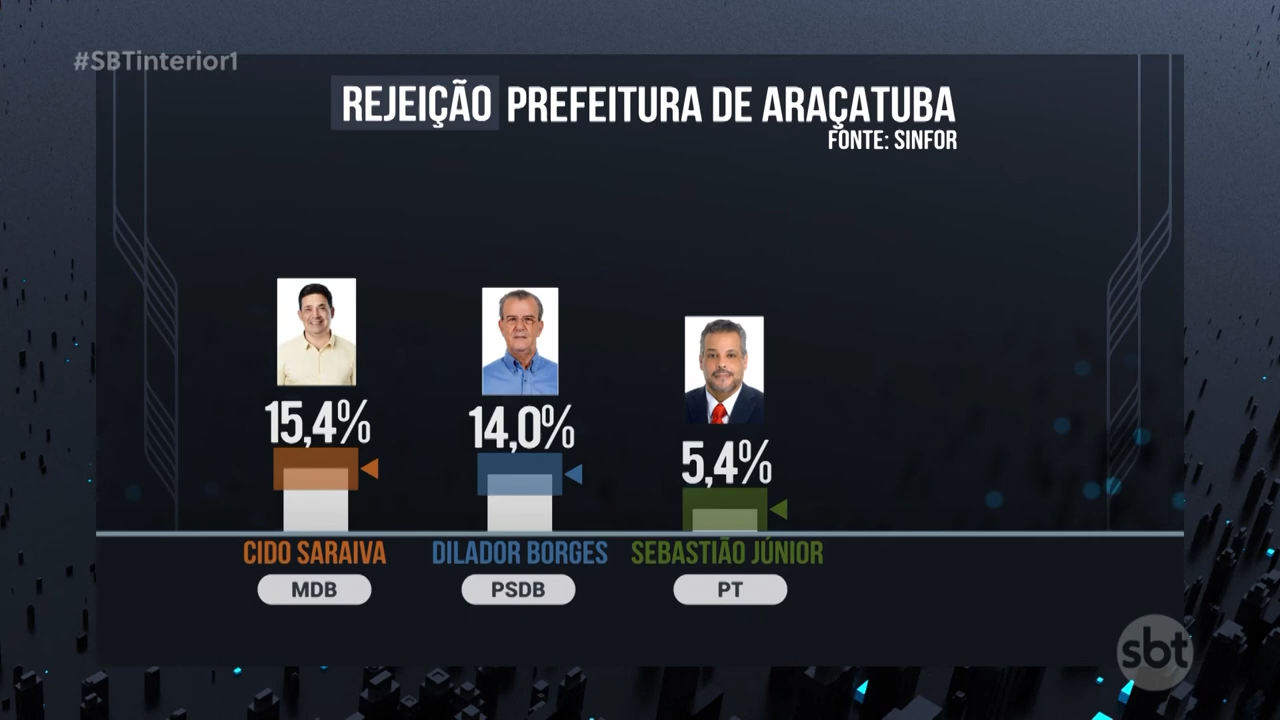 #SBTinterior1
REJEIÇÃO PREFEITURA DE ARAÇATUBA
FONTE: SINFOR
15,4% 14,0% 5,4%
CIDO SARAIVA DILADOR BORGES SEBASTIÃO JÚNIOR
MDB PSDB PT
sbt